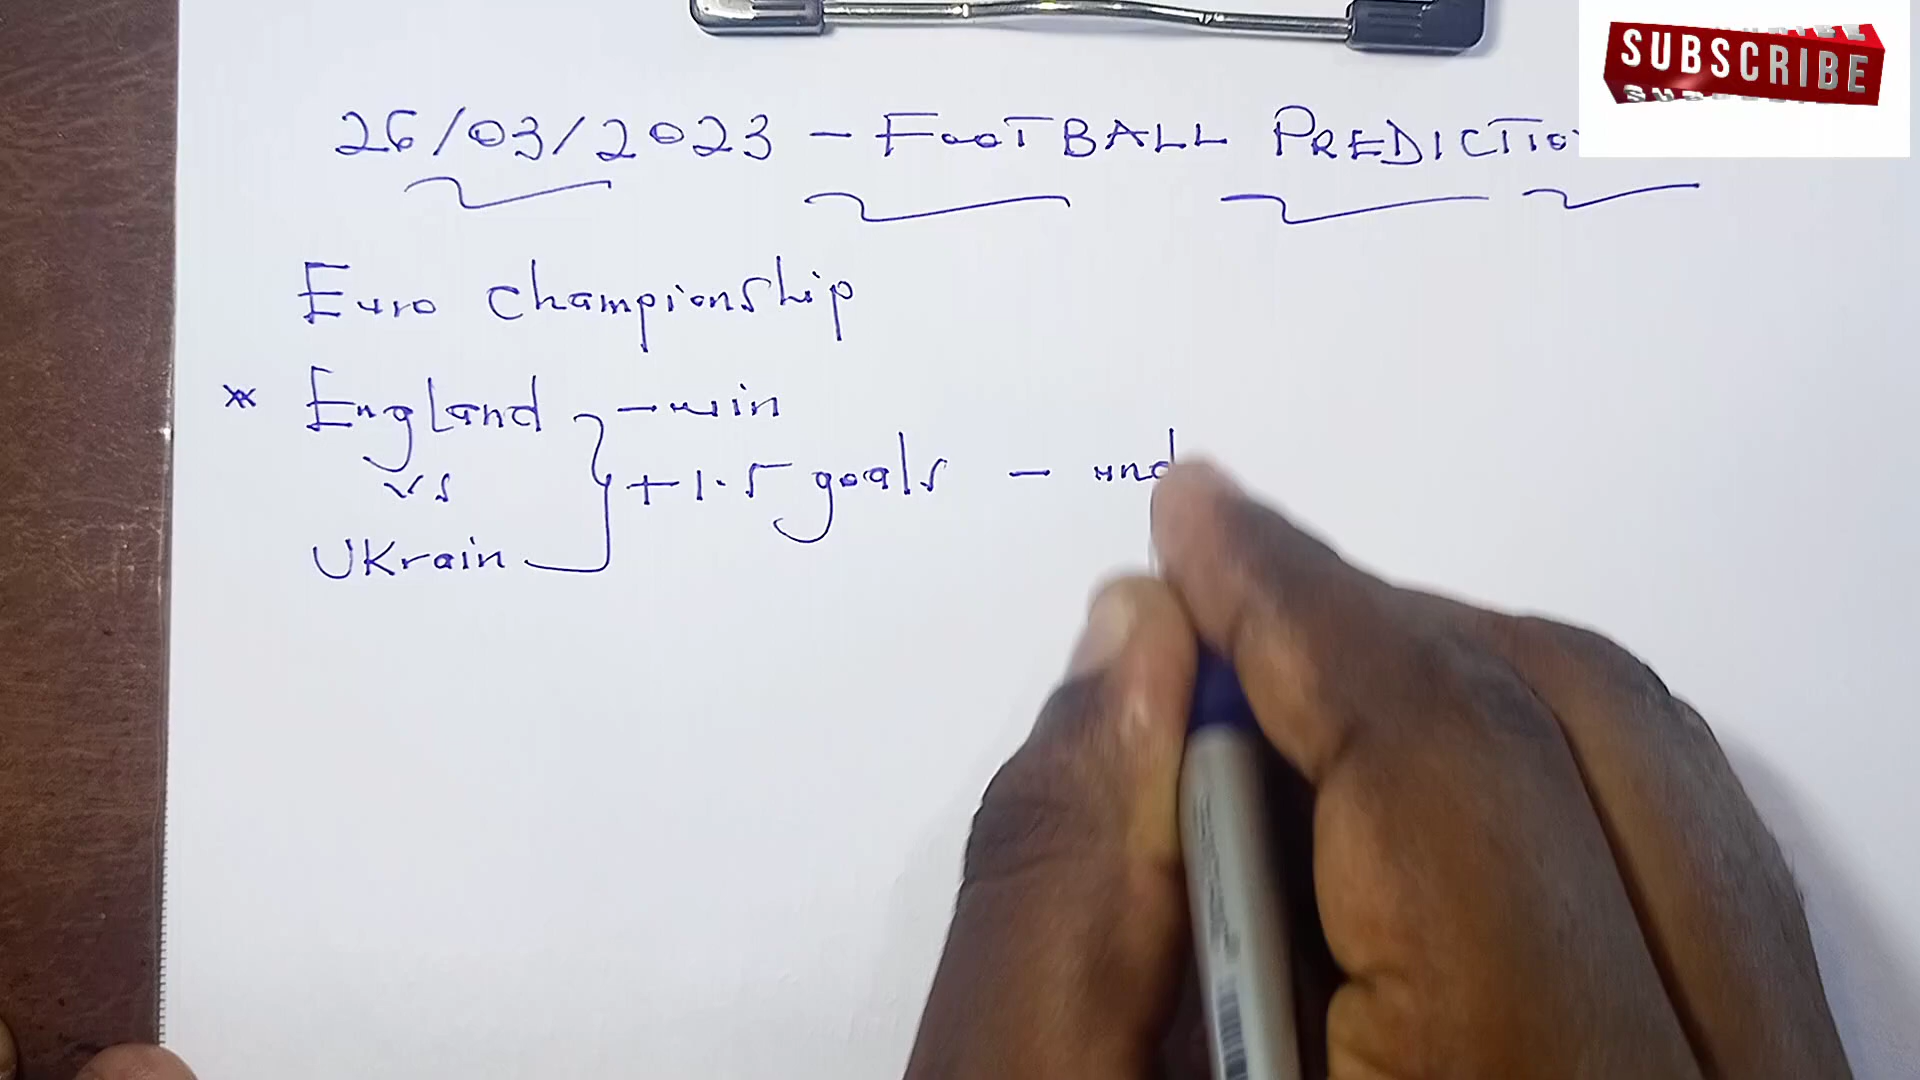 SUBSCRIBE
26/03/2023 - FOOTBALL PREDICTIO
Euro championship
* England - win
vs +1.5 goals - und
UKrain